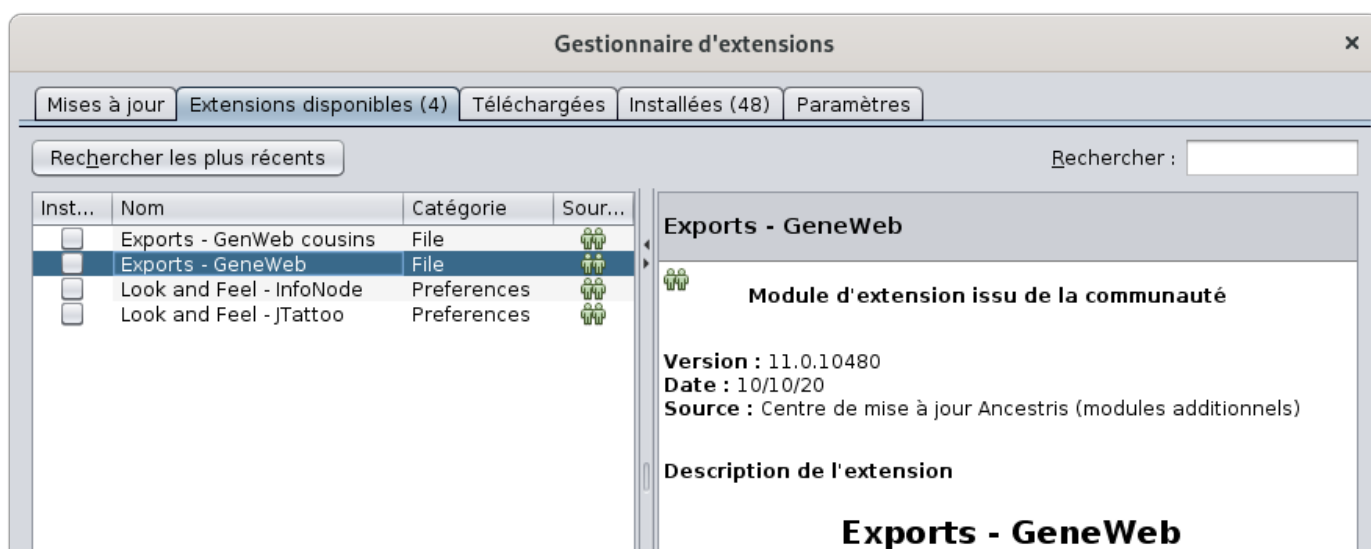 Gestionnaire d'extensions
Mises à jour Extensions disponibles (4) Téléchargées Installées (48) Paramètres
Rechercher les plus récents Rechercher :
Inst... Nom Catégorie Sour...
Exports - GenWeb cousins File
Exports - GeneWeb File
Look and Feel - InfoNode Preferences
Look and Feel - JTattoo Preferences
Exports - GeneWeb
Module d'extension issu de la communauté
Version : 11.0.10480
Date : 10/10/20
Source : Centre de mise à jour Ancestris (modules additionnels)
Description de l'extension
Exports - GeneWeb